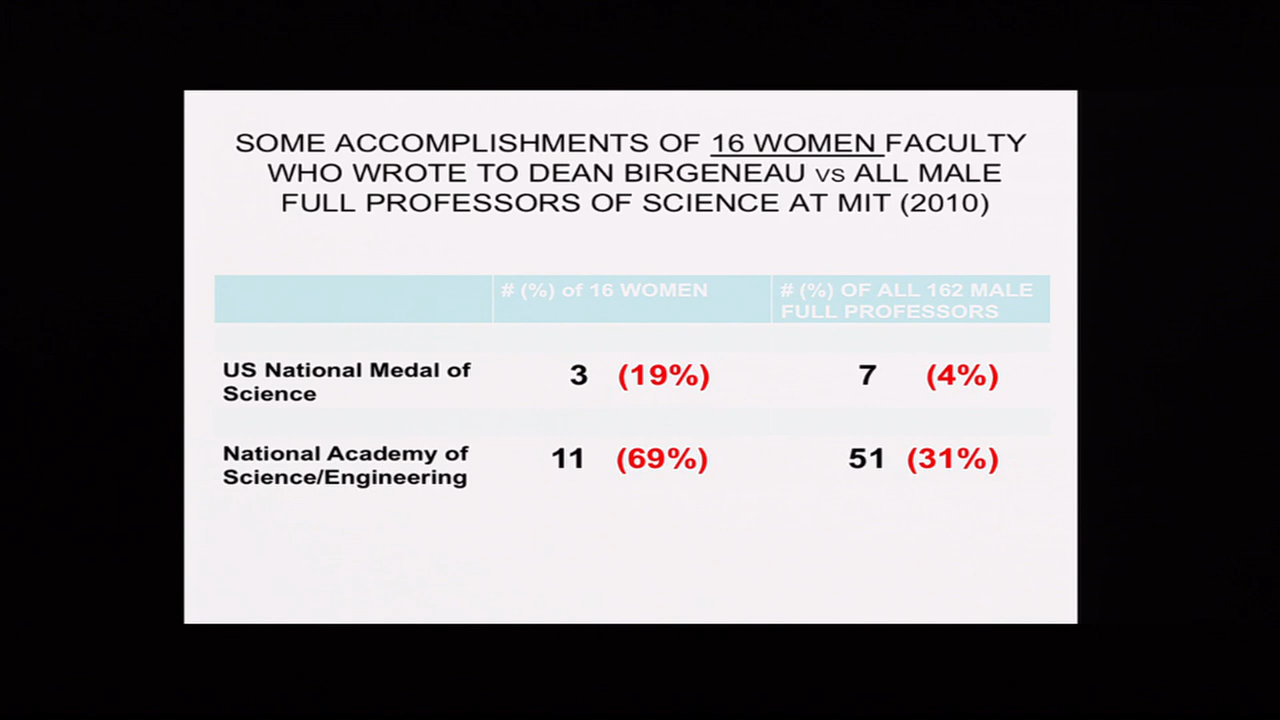 SOME ACCOMPLISHMENTS OF 16 WOMEN FACULTY
WHO WROTE TO DEAN BIRGENEAU vs ALL MALE
FULL PROFESSORS OF SCIENCE AT MIT (2010)
# (%) of 16 WOMEN
# (%) OF ALL 162 MALE
FULL PROFESSORS
US National Medal of
Science
3 (19%)
7 (4%)
National Academy of
Science/Engineering
11 (69%)
51 (31%)